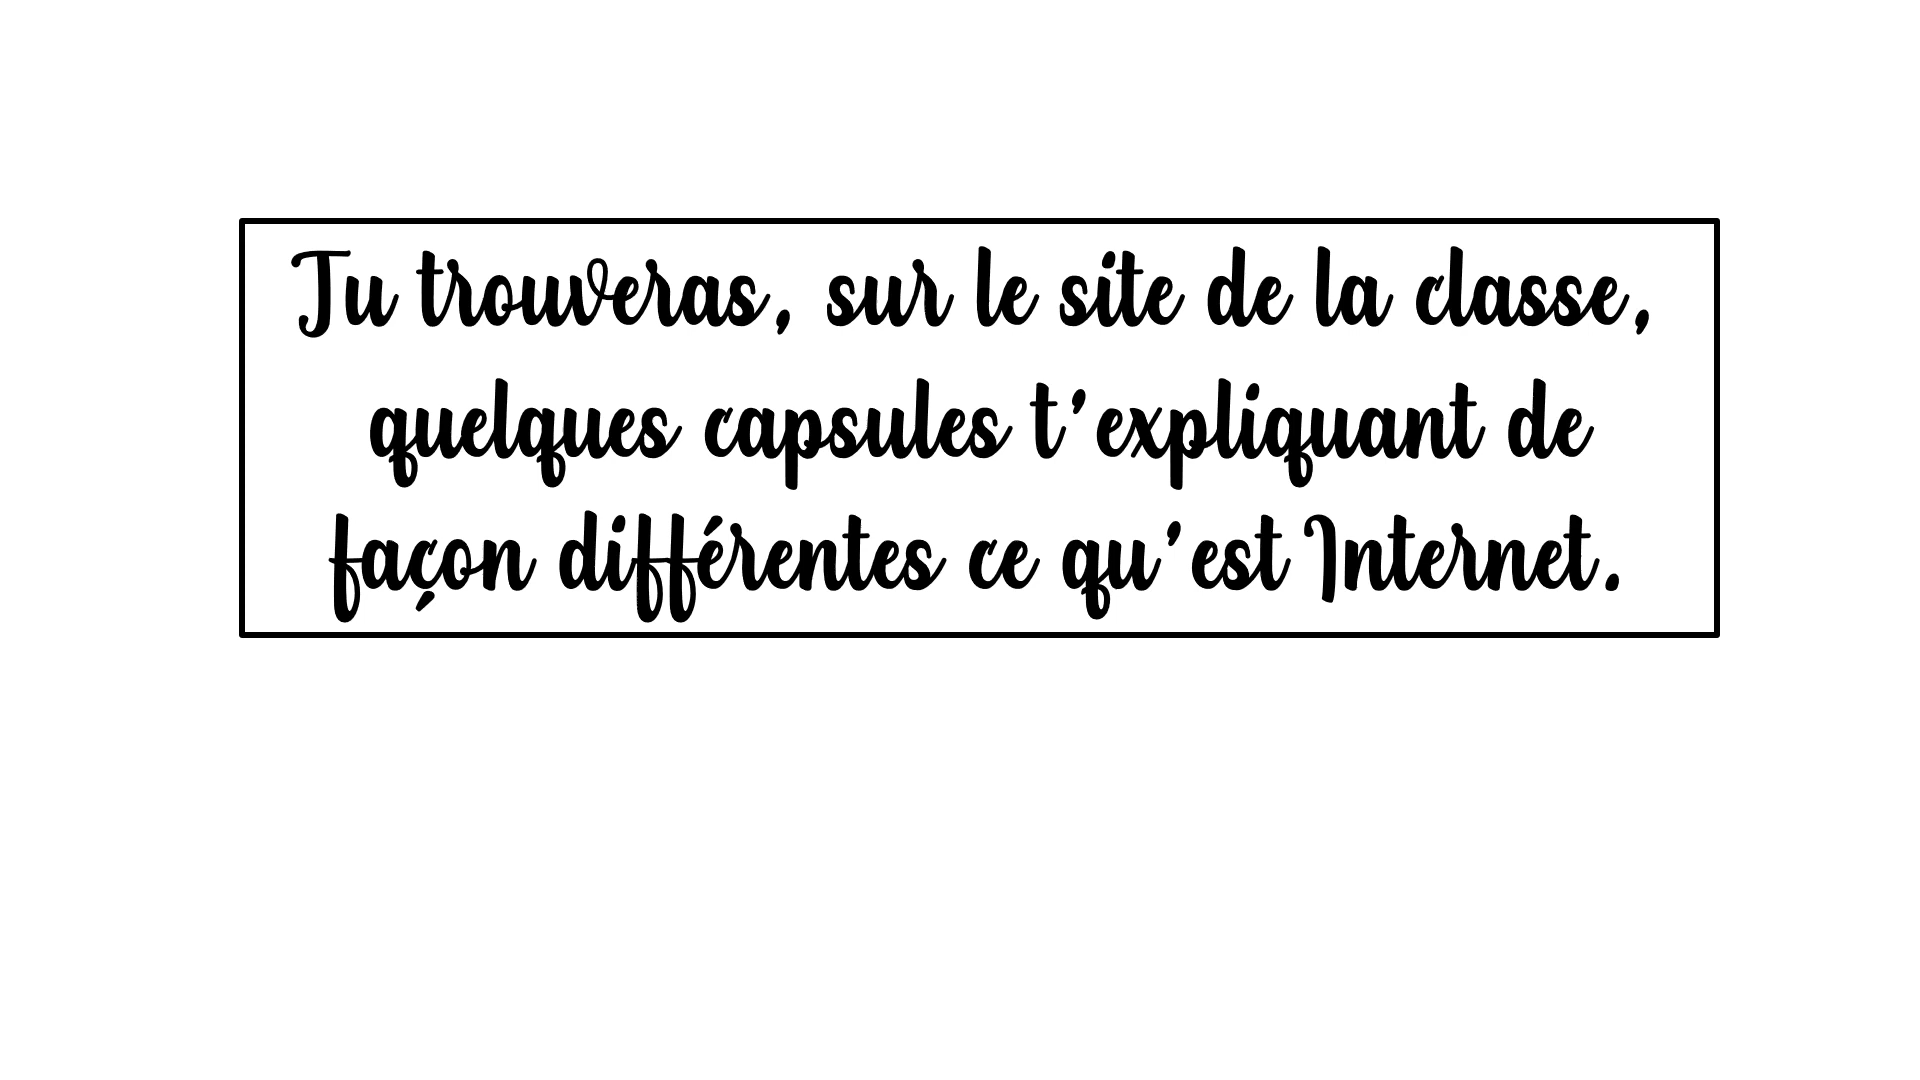 Tu trouveras, sur le site de la classe,
quelques capsules t'expliquant de
façon différentes ce qu'est Internet.